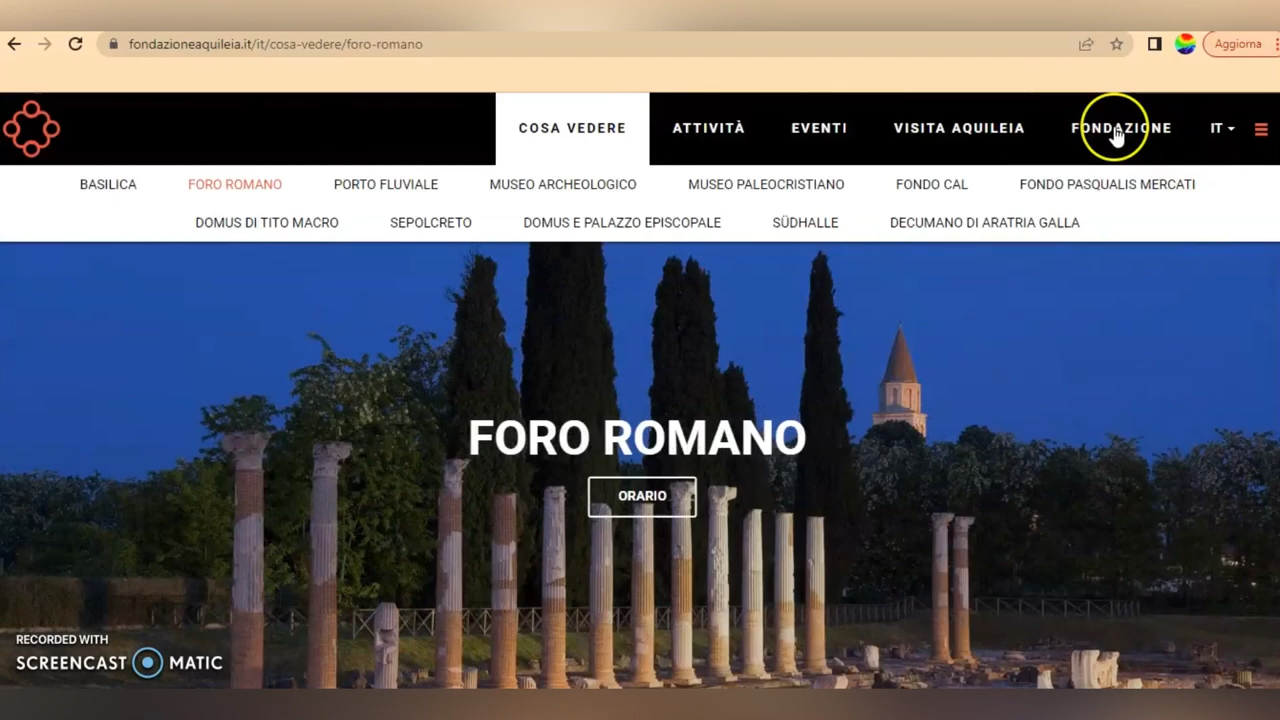 fondazioneaquileia.it/it/cosa-vedere/foro-romano
Aggiorna
COSA VEDERE ATTIVITÀ EVENTI VISITA AQUILEIA FONDAZIONE IT
BASILICA FORO ROMANO PORTO FLUVIALE MUSEO ARCHEOLOGICO MUSEO PALEOCRISTIANO FONDO CAL FONDO PASQUALIS MERCATI
DOMUS DI TITO MACRO SEPOLCRETO DOMUS E PALAZZO EPISCOPALE SÜDHALLE DECUMANO DI ARATRIA GALLA
FORO ROMANO
ORARIO
RECORDED WITH
SCREENCAST MATIC